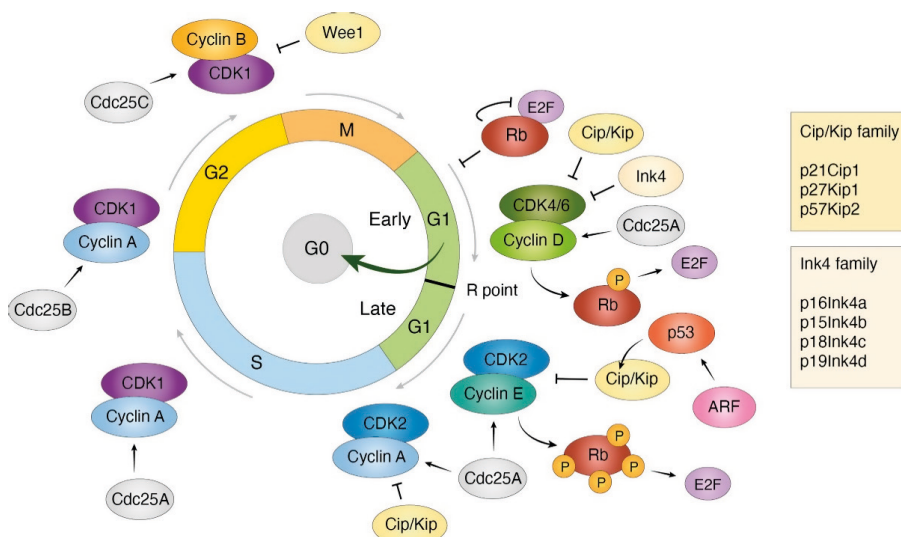 Cyclin B
CDK1
Wee1
Cdc25C
E2F
Rb
Cip/Kip
Ink4
CDK4/6
Cyclin D
Cdc25A
P
Rb
E2F
M
G2
G1
Early
G0
R point
Late
G1
S
CDK1
Cyclin A
Cdc25B
CDK1
Cyclin A
Cdc25A
CDK2
Cyclin E
Cip/Kip
p53
ARF
CDK2
Cyclin A
Cdc25A
Cip/Kip
P
Rb
P
P
P
E2F
Cip/Kip family
p21Cip1
p27Kip1
p57Kip2
Ink4 family
p16Ink4a
p15Ink4b
p18Ink4c
p19Ink4d